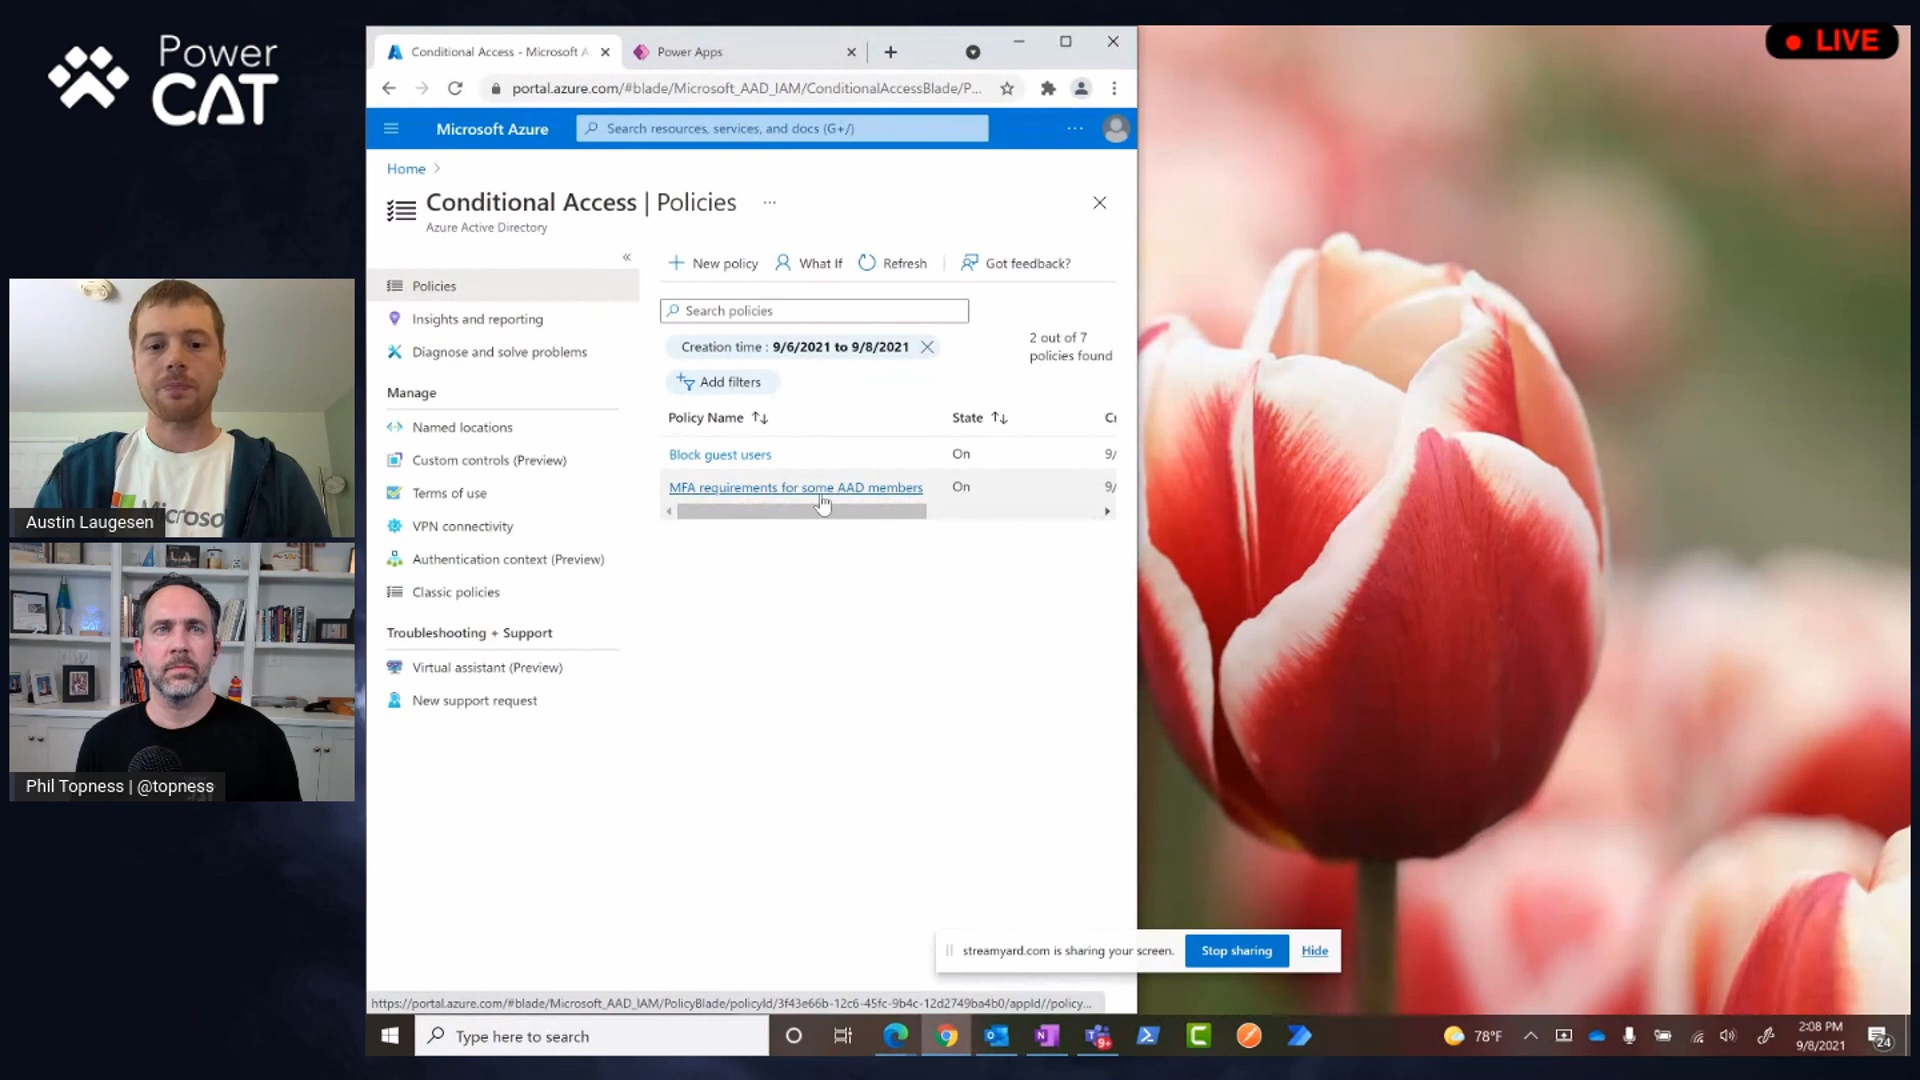 Power
CAT
LIVE
Conditional Access - Microsoft A
Power Apps
portal.azure.com/#blade/Microsoft_AAD_IAM/ConditionalAccessBlade/P...
Microsoft Azure
Search resources, services, and docs (G+/)
Home
Conditional Access | Policies
Azure Active Directory
Policies
Insights and reporting
Diagnose and solve problems
Manage
Named locations
Custom controls (Preview)
Terms of use
VPN connectivity
Authentication context (Preview)
Classic policies
Troubleshooting + Support
Virtual assistant (Preview)
New support request
New policy
What If
Refresh
Got feedback?
Search policies
Creation time : 9/6/2021 to 9/8/2021
2 out of 7
policies found
Add filters
Policy Name
State
Cr
Block guest users
On
9/
MFA requirements for some AAD members
On
9/
Austin Laugesen
Phil Topness | @topness
streamyard.com is sharing your screen.
Stop sharing
Hide
https://portal.azure.com/#blade/Microsoft_AAD_IAM/PolicyBlade/policyId/3f43e66b-12c6-45fc-9b4c-12d2749ba4b0/appId//policy...
Type here to search
9+
78°F
2:08 PM
9/8/2021
24